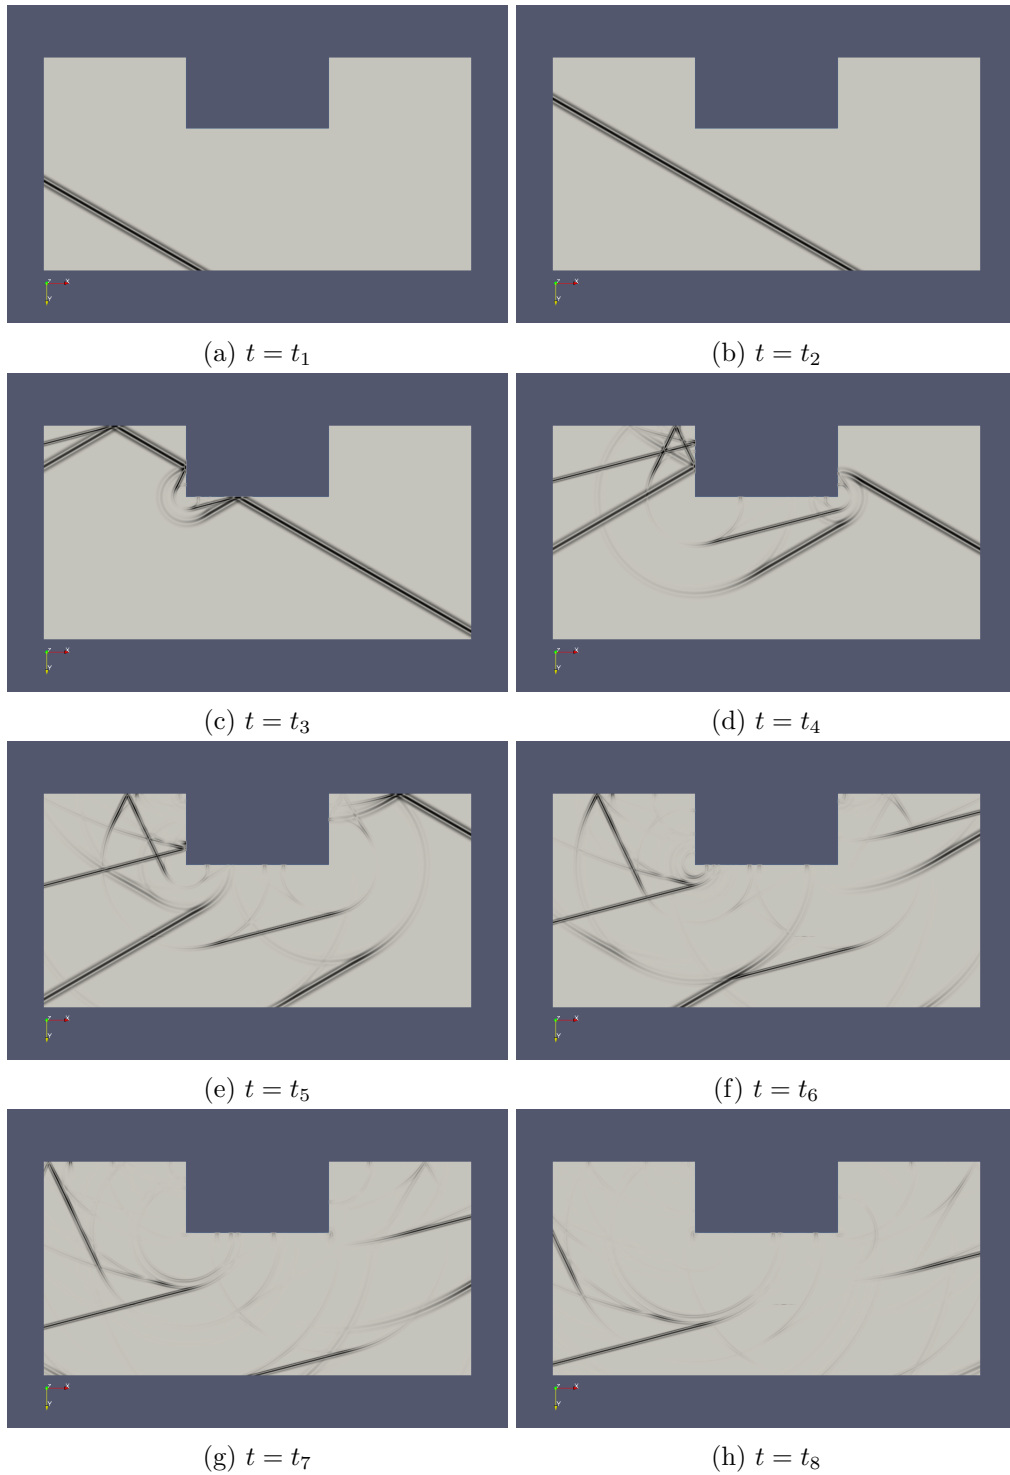 (a) t = t₁
(b) t = t₂
(c) t = t₃
(d) t = t₄
(e) t = t₅
(f) t = t₆
(g) t = t₇
(h) t = t₈